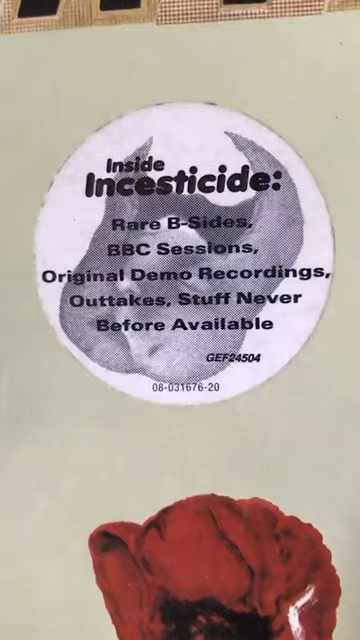 Inside
Incesticide:
Rare B-Sides,
BBC Sessions,
Original Demo Recordings,
Outtakes, Stuff Never
Before Available
GEF24504
08-031676-20